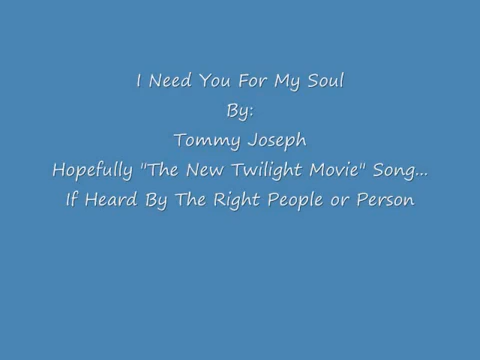 I Need You For My Soul
By:
Tommy Joseph
Hopefully "The New Twilight Movie" Song...
If Heard By The Right People or Person